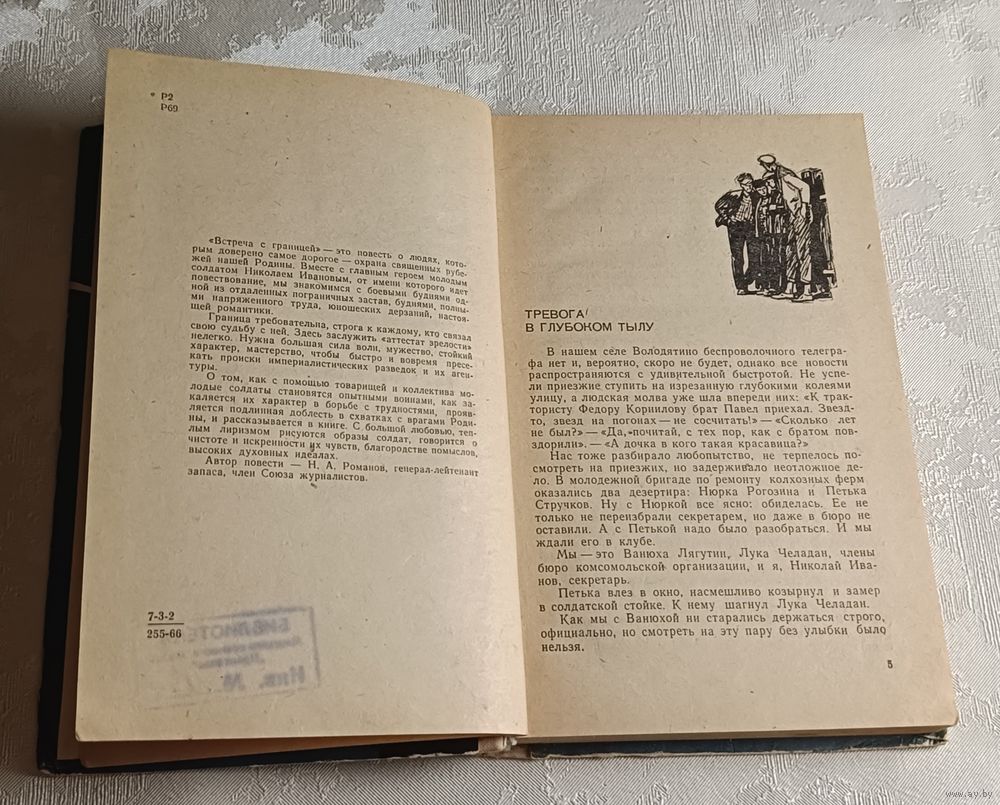 Р2
Р69
«Встреча с границей» — это повесть о людях, кото-
рым доверено самое дорогое — охрана священных рубе-
жей нашей Родины. Вместе с главным героем молодым
солдатом Николаем Ивановым, от имени которого идет
повествование, мы знакомимся с боевыми буднями од-
ной из отдаленных пограничных застав, буднями, полны-
ми напряженного труда, юношеских дерзаний, настоя-
щей романтики.
Граница требовательна, строга к каждому, кто связал
свою судьбу с ней. Здесь заслужить «аттестат зрелости»
нелегко. Нужна большая сила воли, мужество, стойкий
характер, мастерство, чтобы быстро и вовремя пресе-
кать происки империалистических разведок и их аген-
туры.
О том, как с помощью товарищей и коллектива мо-
лодые солдаты становятся опытными воинами, как за-
каляется их характер в борьбе с трудностями, прояв-
ляется подлинная доблесть в схватках с врагами Роди-
ны, и рассказывается в книге. С большой любовью, теп-
лым лиризмом рисуются образы солдат, говорится о
чистоте и искренности их чувств, благородстве помыслов,
высоких духовных идеалах.
Автор повести — Н. А. Романов, генерал-лейтенант
запаса, член Союза журналистов.
7-3-2
255-66
БИБЛИОТЕ
Инв. №
ТРЕВОГА
В ГЛУБОКОМ ТЫЛУ
В нашем селе Володятино беспроволочного телегра-
фа нет и, вероятно, скоро не будет, однако все новости
распространяются с удивительной быстротой. Не успе-
ли приезжие ступить на изрезанную глубокими колеями
улицу, а людская молва уже шла впереди них: «К трак-
тористу Федору Корнилову брат Павел приехал. Звезд-
то, звезд на погонах — не сосчитать!» — «Сколько лет
не был?» — «Да, почитай, с тех пор, как с братом пов-
здорили». — «А дочка в кого такая красавица?»
Нас тоже разбирало любопытство, не терпелось по-
смотреть на приезжих, но задерживало неотложное де-
ло. В молодежной бригаде по ремонту колхозных ферм
оказались два дезертира: Нюрка Рогозина и Петька
Стручков. Ну с Нюркой все ясно: обиделась. Ее не
только не переизбрали секретарем, но даже в бюро не
оставили. А с Петькой надо было разобраться. И мы
ждали его в клубе.
Мы — это Ванюха Лягутин, Лука Челадан, члены
бюро комсомольской организации, и я, Николай Ива-
нов, секретарь.
Петька влез в окно, насмешливо козырнул и замер
в солдатской стойке. К нему шагнул Лука Челадан.
Как мы с Ванюхой ни старались держаться строго,
официально, но смотреть на эту пару без улыбки было
нельзя.
5
www.ay.by